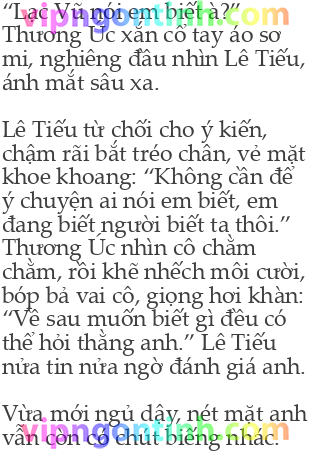 “Lạc Vũ nói em biết à?”
vipngontinh.com
Thương Úc xắn cổ tay áo sơ
mi, nghiêng đầu nhìn Lê Tiếu,
ánh mắt sâu xa.
Lê Tiếu từ chối cho ý kiến,
chậm rãi bắt tréo chân, vẻ mặt
khoe khoang: “Không cần để
ý chuyện ai nói em biết, em
đang biết người biết ta thôi.”
Thương Úc nhìn cô chằm
chằm, rồi khẽ nhếch môi cười,
bóp bả vai cô, giọng hơi khàn:
“Về sau muốn biết gì đều có
thể hỏi thẳng anh.” Lê Tiếu
nửa tin nửa ngờ đánh giá anh.
Vừa mới ngủ dậy, nét mặt anh
vẫn còn có chút biếng nhác.
vipngontinh.com